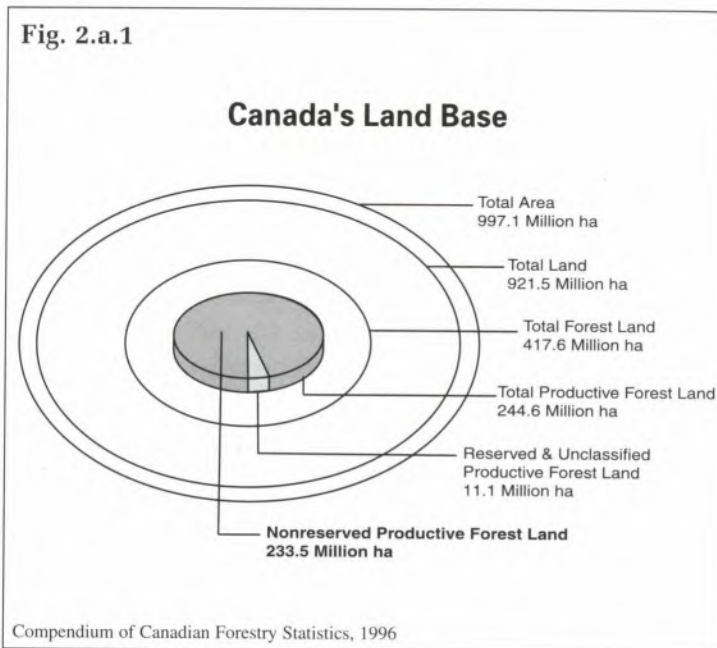 Fig. 2.a.1
Canada's Land Base
Total Area
997.1 Million ha
Total Land
921.5 Million ha
Total Forest Land
417.6 Million ha
Total Productive Forest Land
244.6 Million ha
Reserved & Unclassified
Productive Forest Land
11.1 Million ha
Nonreserved Productive Forest Land
233.5 Million ha
Compendium of Canadian Forestry Statistics, 1996